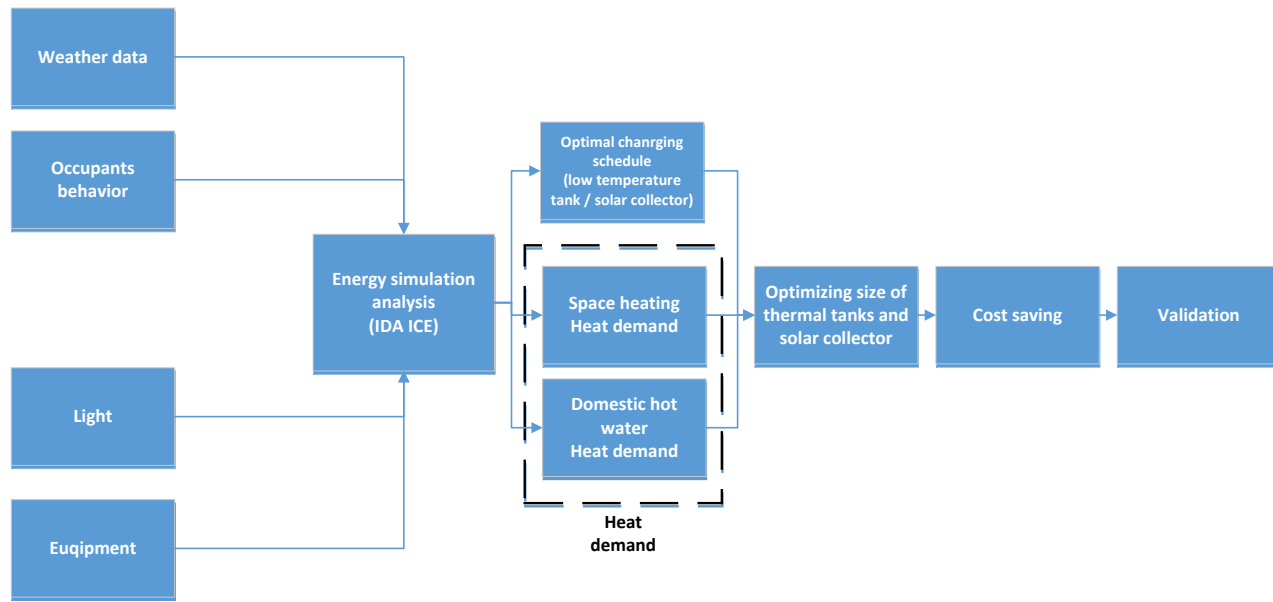 Weather data
Occupants
behavior
Light
Euqipment
Energy simulation
analysis
(IDA ICE)
Optimal chanrging
schedule
(low temperature
tank / solar collector)
Space heating
Heat demand
Domestic hot
water
Heat demand
Heat
demand
Optimizing size of
thermal tanks and
solar collector
Cost saving
Validation